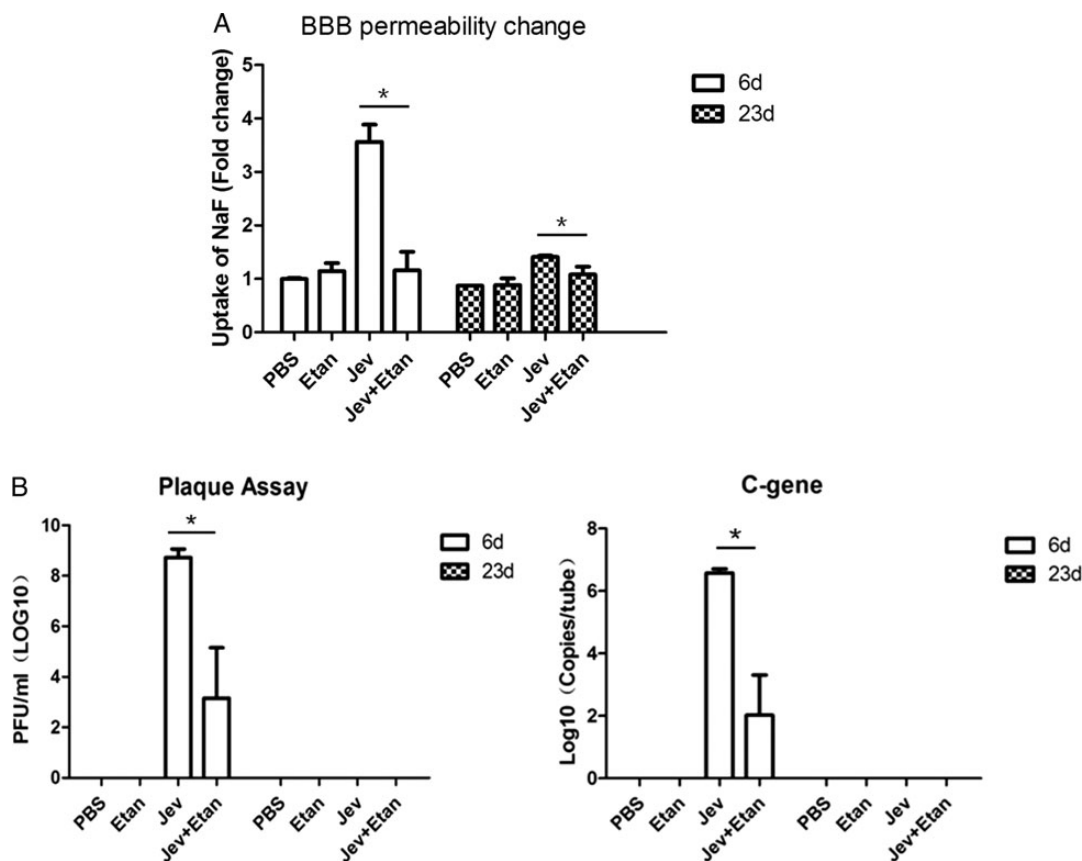 A
BBB permeability change
Uptake of NaF (Fold change)
5
4
3
2
1
0
*
*
6d
23d
PBS
Etan
Jev
Jev+Etan
PBS
Etan
Jev
Jev+Etan
B
Plaque Assay
PFU/ml（LOG10）
10
8
6
4
2
0
*
6d
23d
PBS
Etan
Jev
Jev+Etan
PBS
Etan
Jev
Jev+Etan
C-gene
Log10（Copies/tube）
8
6
4
2
0
*
6d
23d
PBS
Etan
Jev
Jev+Etan
PBS
Etan
Jev
Jev+Etan